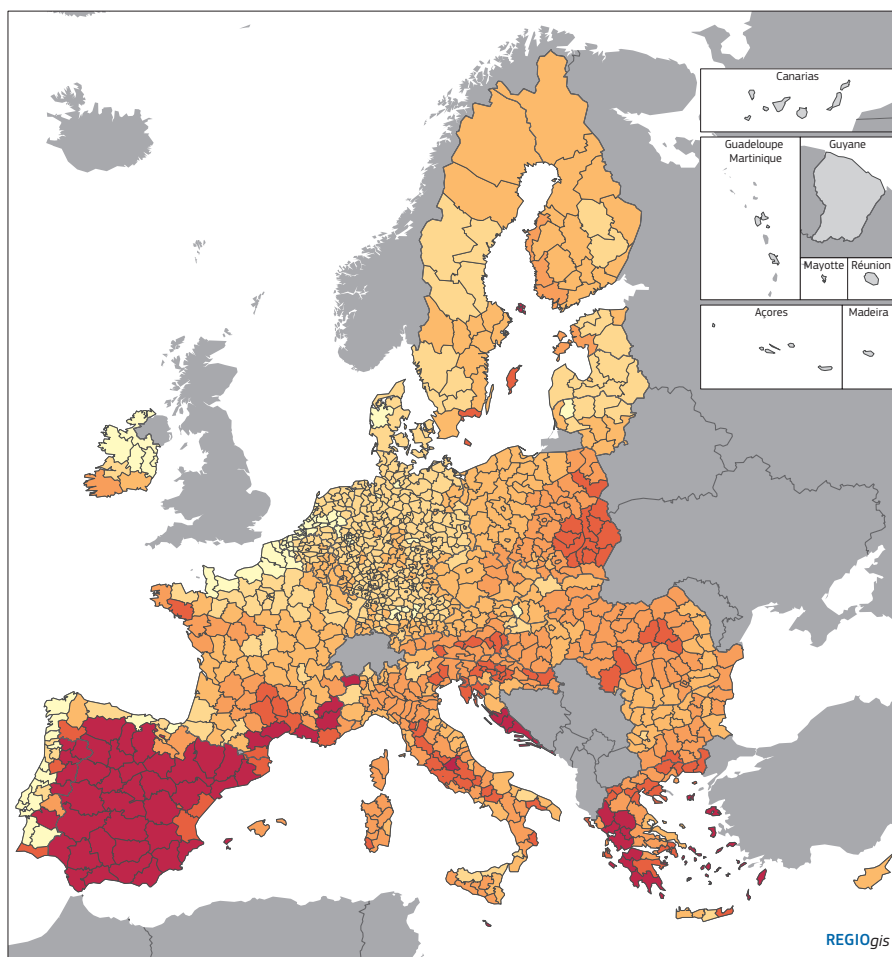 Canarias
Guadeloupe
Martinique
Guyane
Mayotte
Réunion
Açores
Madeira
REGIOgis